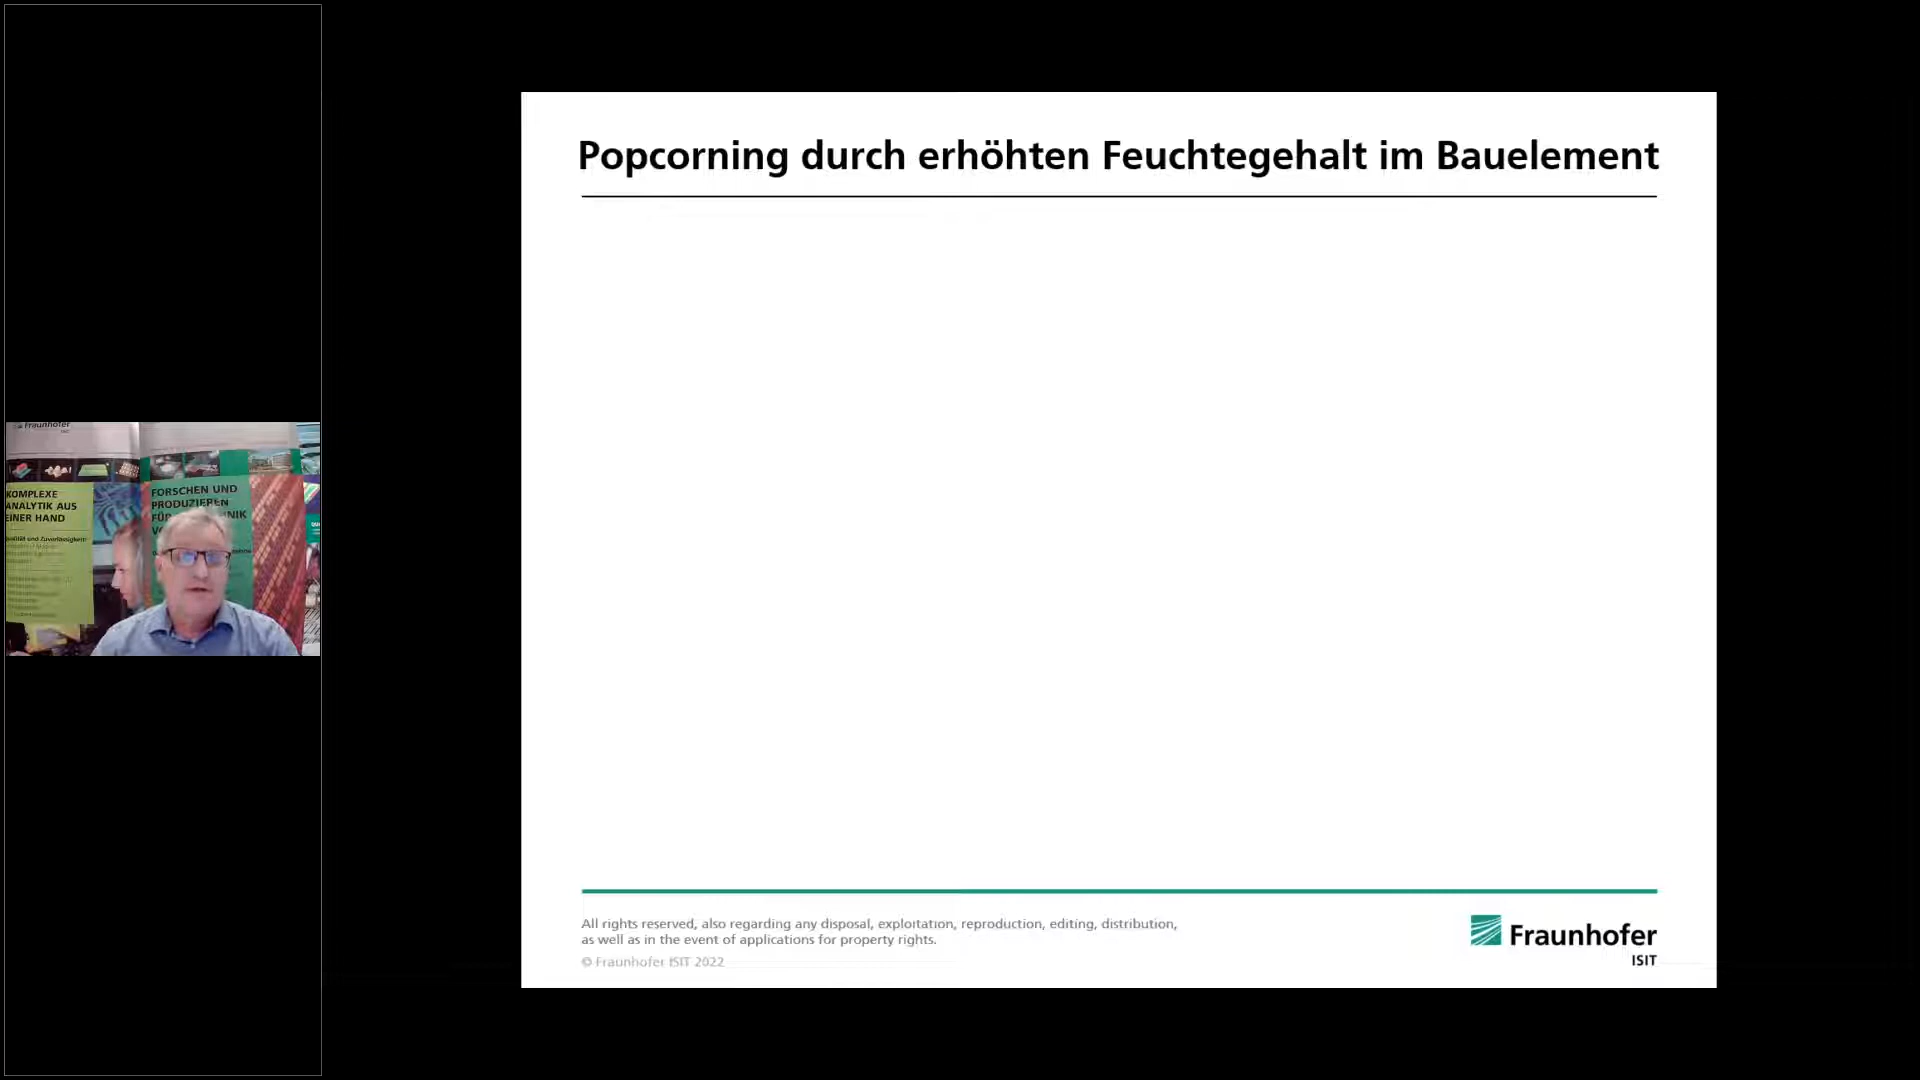 Fraunhofer
KOMPLEXE
ANALYTIK AUS
EINER HAND
FORSCHEN UND
PRODUZIEREN
Popcorning durch erhöhten Feuchtegehalt im Bauelement
All rights reserved, also regarding any disposal, exploitation, reproduction, editing, distribution,
as well as in the event of applications for property rights.
© Fraunhofer ISIT 2022
Fraunhofer
ISIT